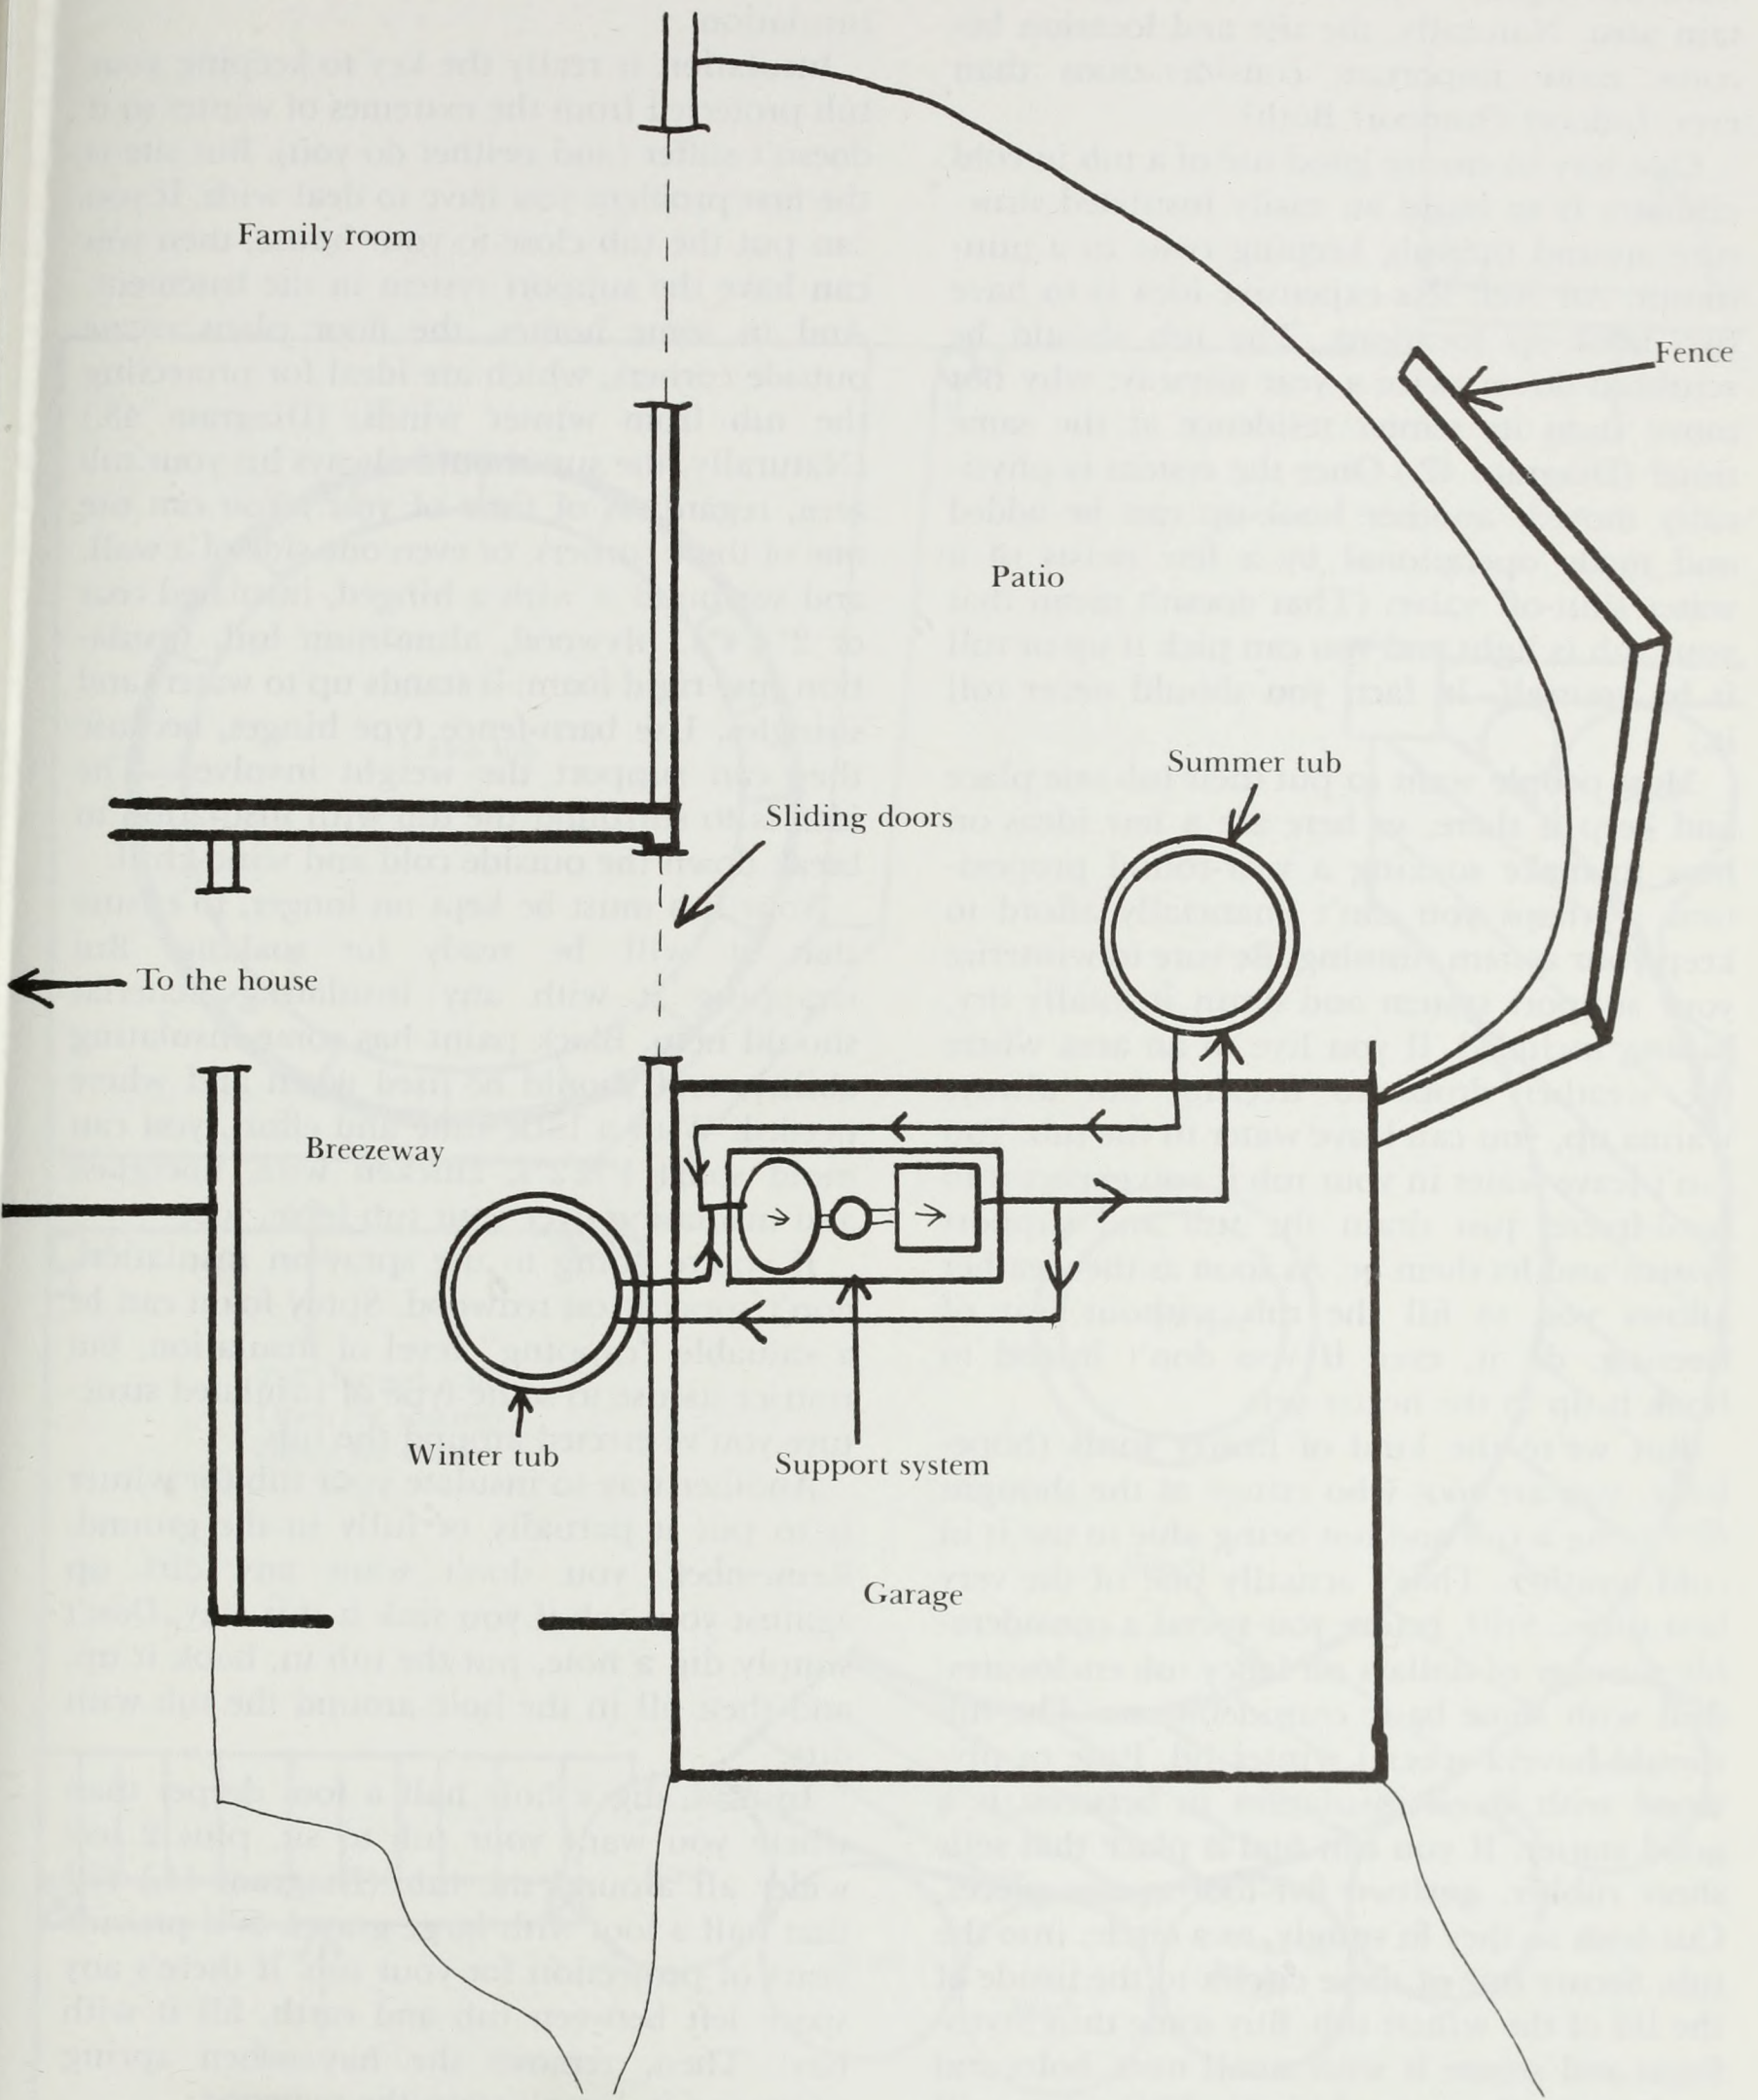 Family room
Fence
Patio
Summer tub
Sliding doors
To the house
Breezeway
Winter tub
Support system
Garage